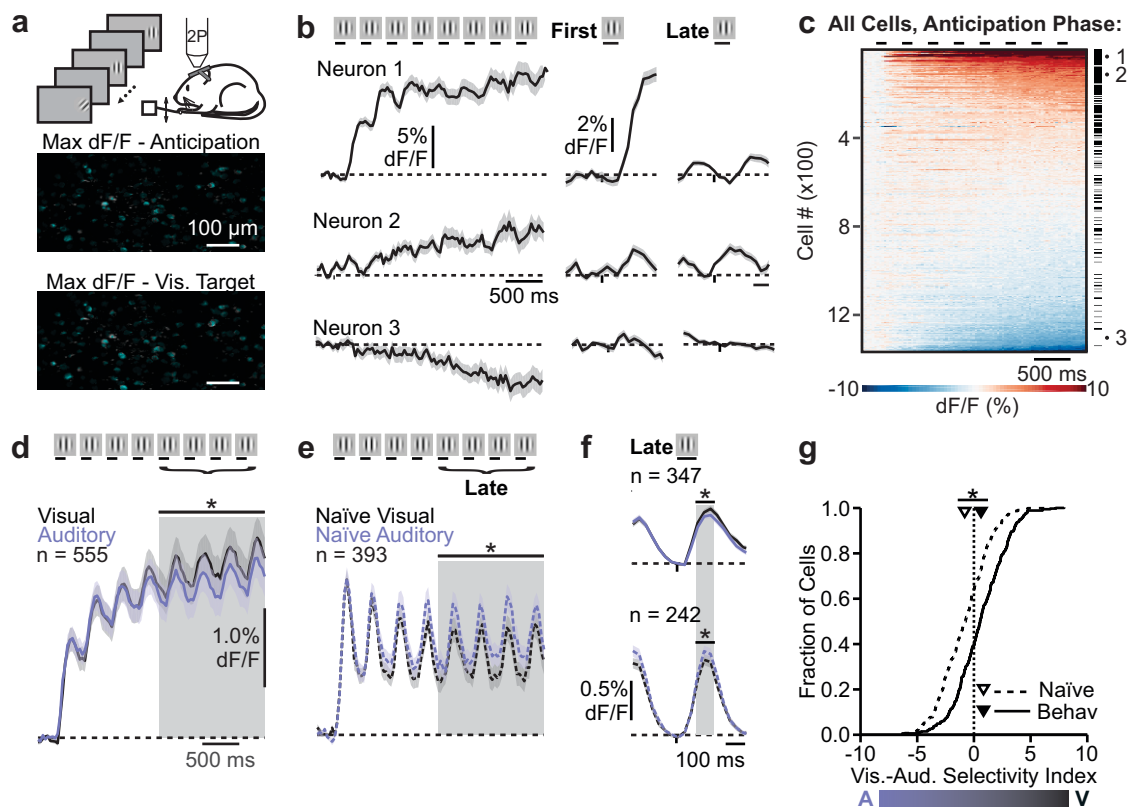 a
2P
Max dF/F - Anticipation
100 µm
Max dF/F - Vis. Target
b
First
Late
Neuron 1
5%
dF/F
2%
dF/F
Neuron 2
500 ms
Neuron 3
c
All Cells, Anticipation Phase:
Cell # (x100)
4
8
12
1
2
3
500 ms
-10
10
dF/F (%)
d
Visual
Auditory
n = 555
*
1.0%
dF/F
500 ms
e
Late
Naïve Visual
Naïve Auditory
n = 393
*
f
Late
n = 347
*
n = 242
*
0.5%
dF/F
100 ms
g
*
Fraction of Cells
1.0
0.8
0.6
0.4
0.2
0.0
Naïve
Behav
-10
-5
0
5
10
Vis.-Aud. Selectivity Index
A
V